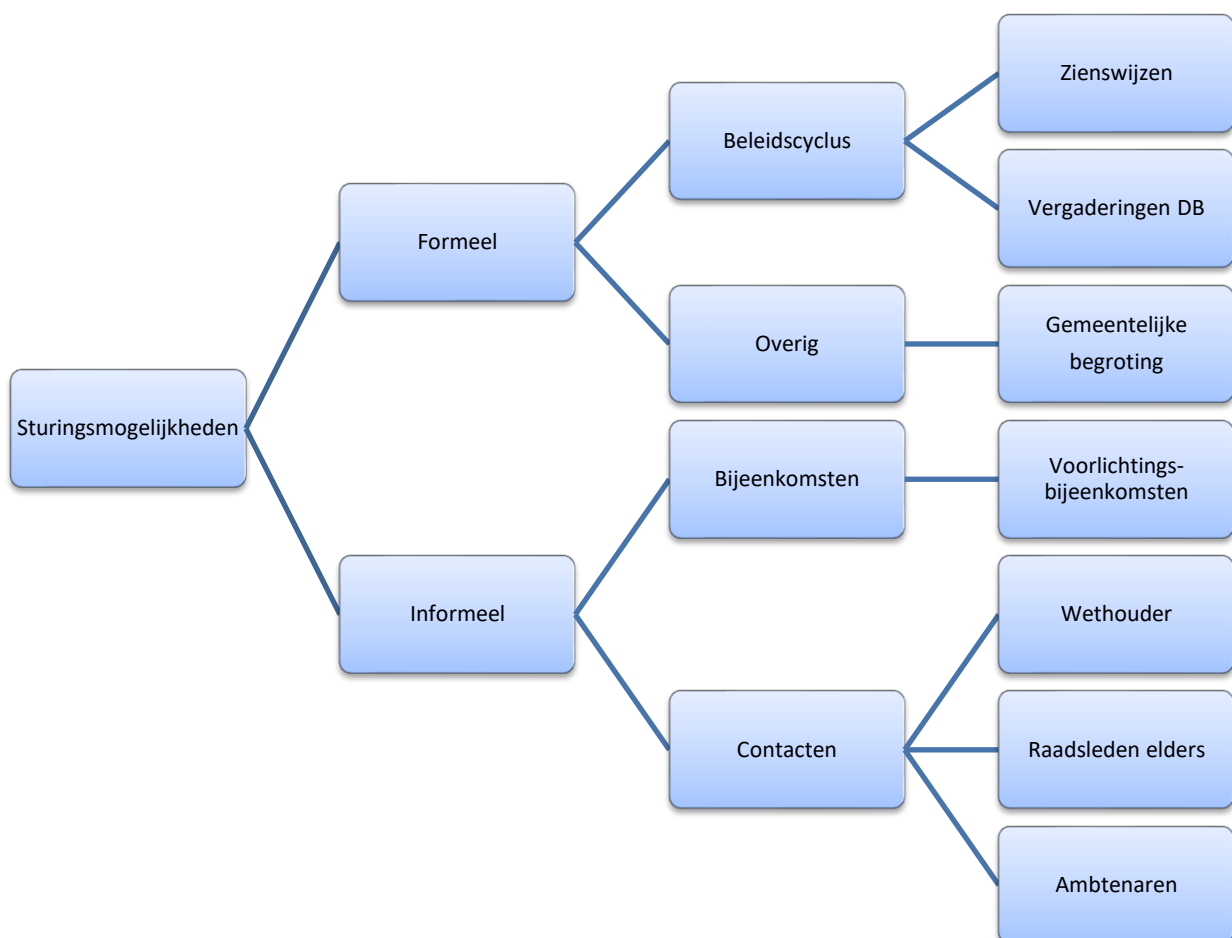 Sturingsmogelijkheden
Formeel
Beleidscyclus
Zienswijzen
Vergaderingen DB
Overig
Gemeentelijke
begroting
Informeel
Bijeenkomsten
Voorlichtings-
bijeenkomsten
Contacten
Wethouder
Raadsleden elders
Ambtenaren